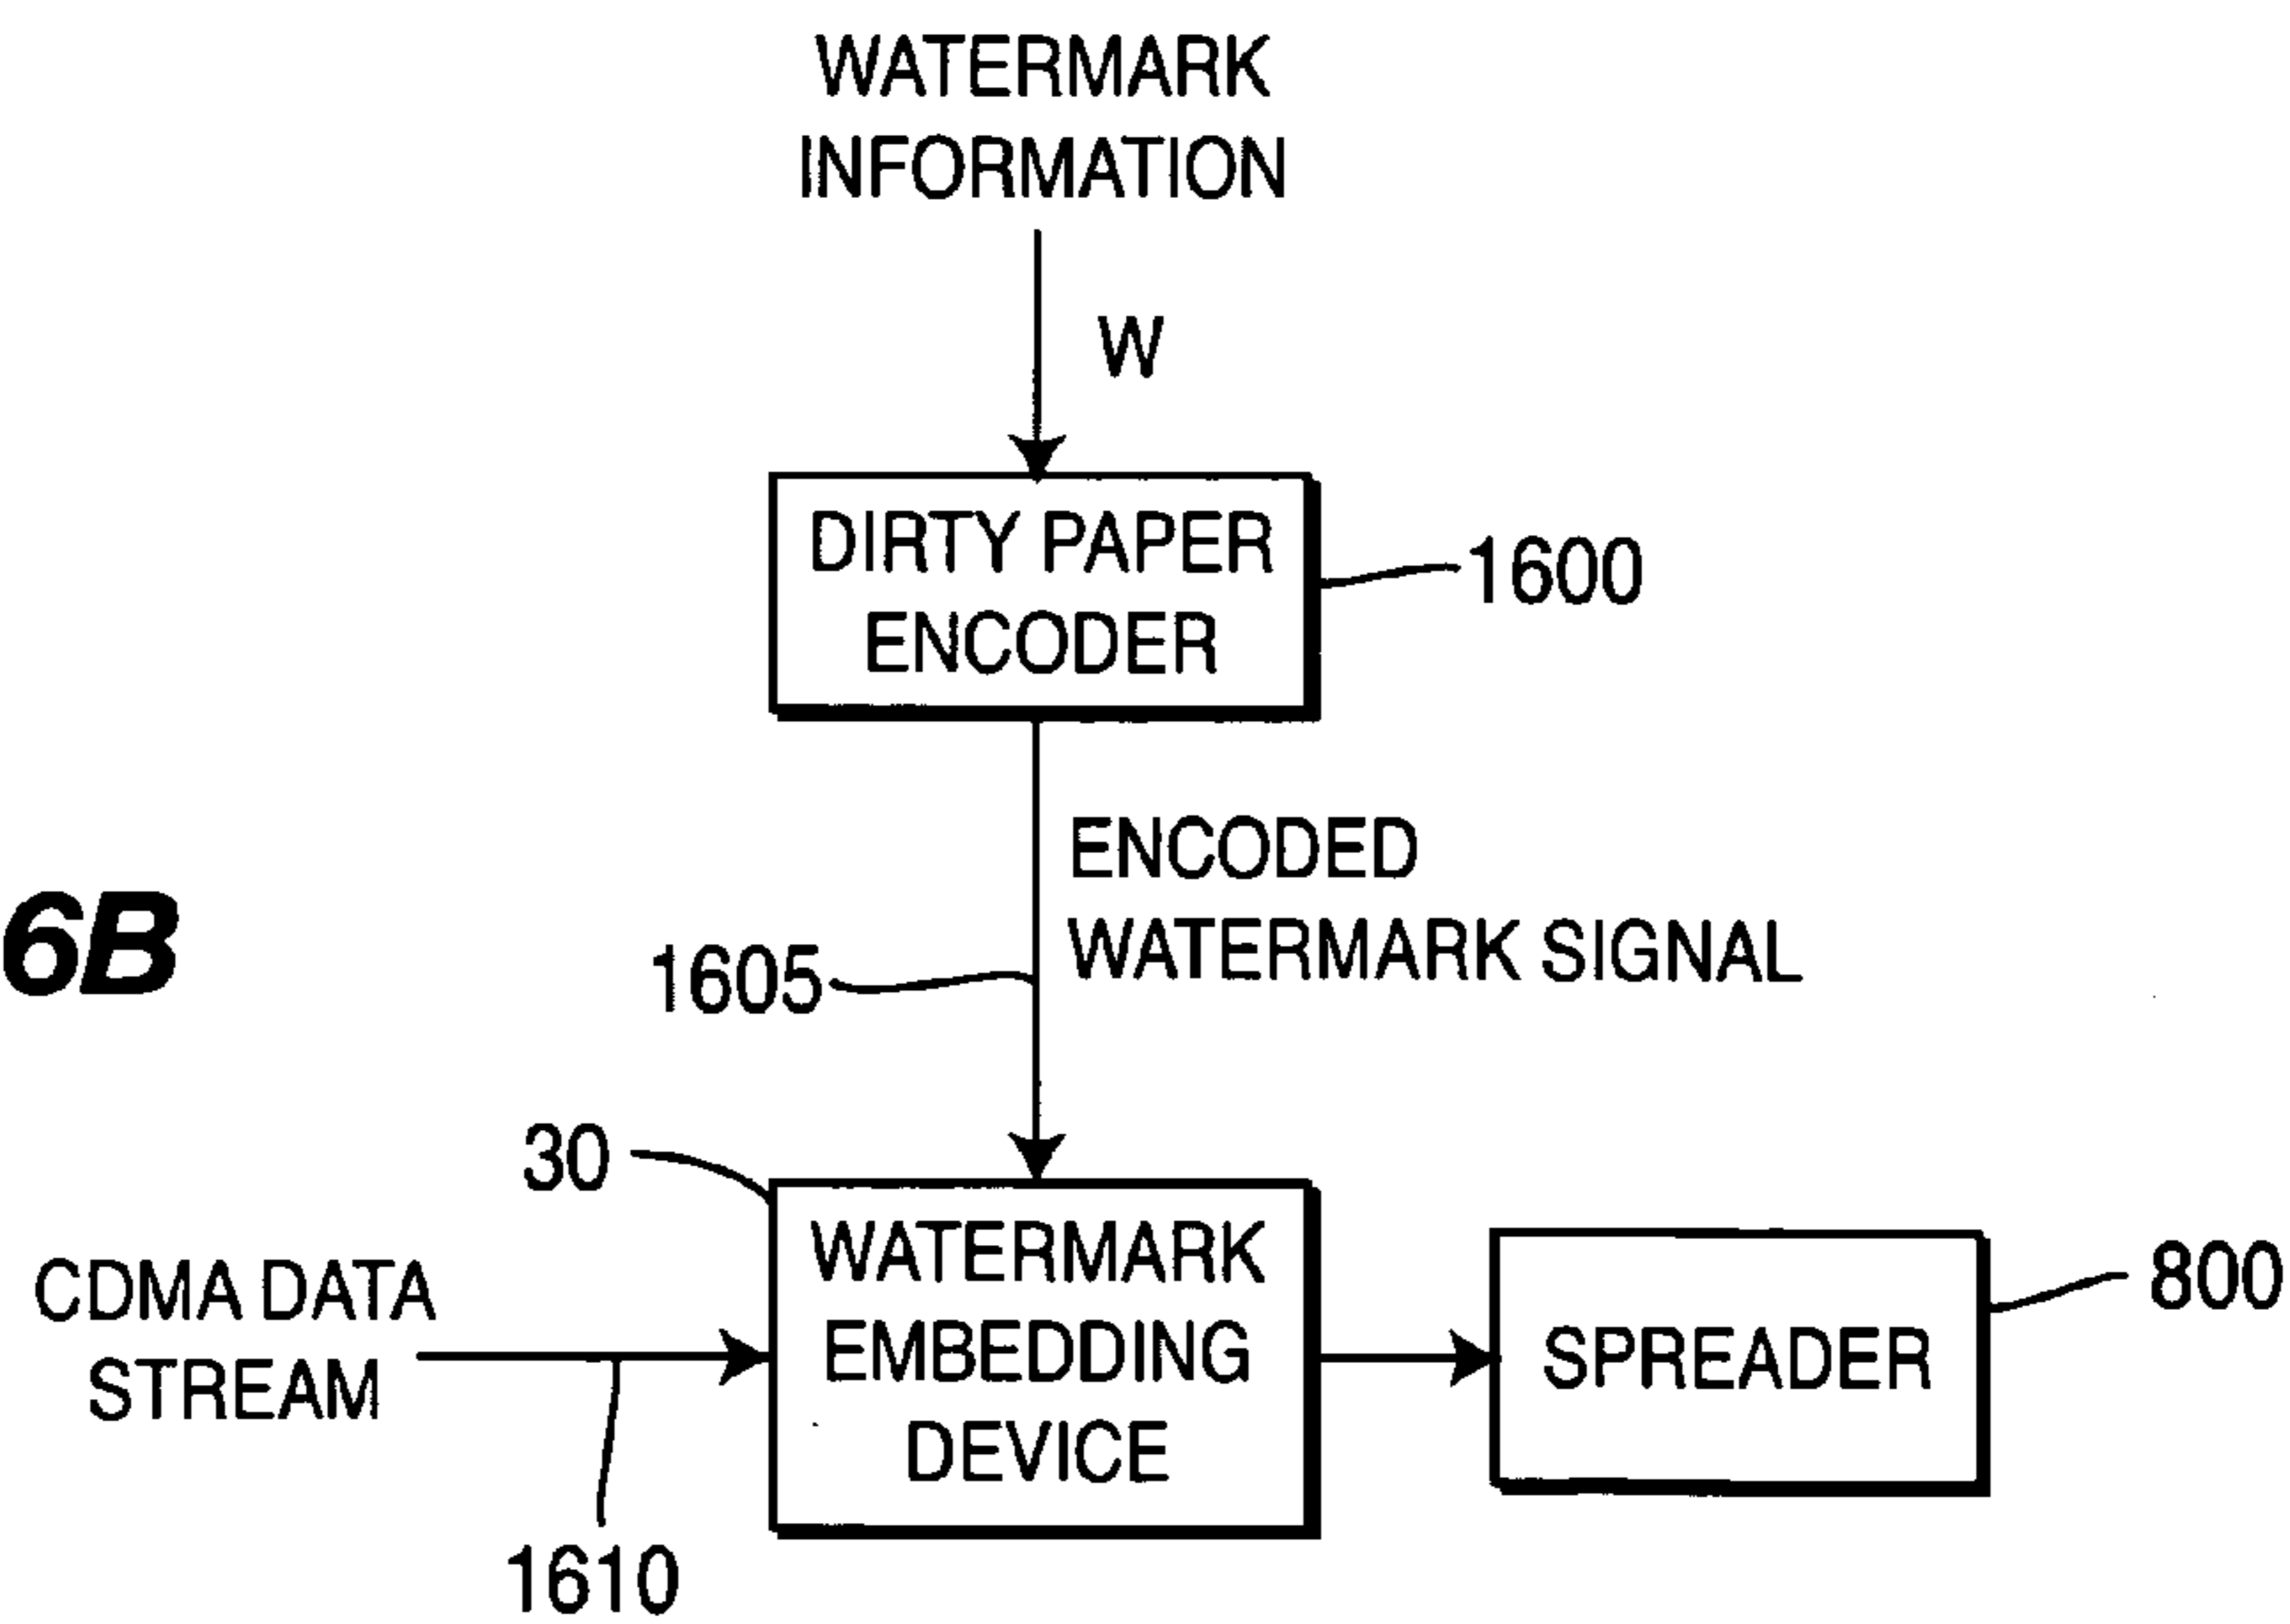 WATERMARK
INFORMATION
W
DIRTY PAPER
ENCODER
1600
ENCODED
WATERMARK SIGNAL
1605
6B
30
WATERMARK
EMBEDDING
DEVICE
CDMA DATA
STREAM
1610
SPREADER
800